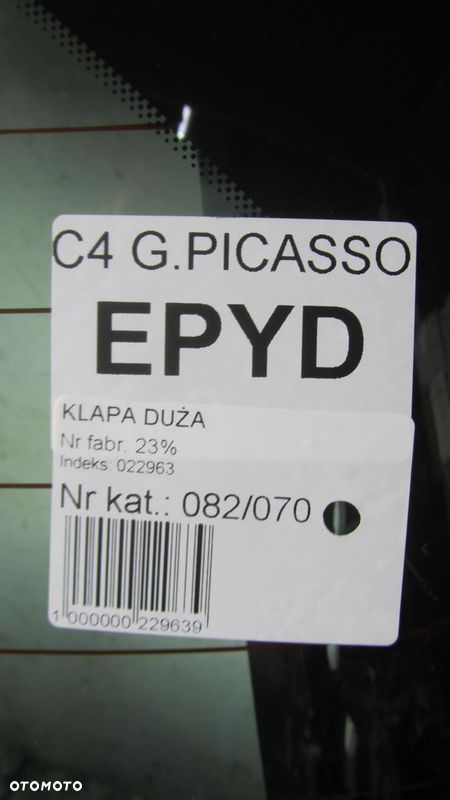 C4 G.PICASSO
EPYD
KLAPA DUŻA
Nr fabr. 23%
Indeks: 022963
Nr kat.: 082/070
1 000000 229639
OTOMOTO